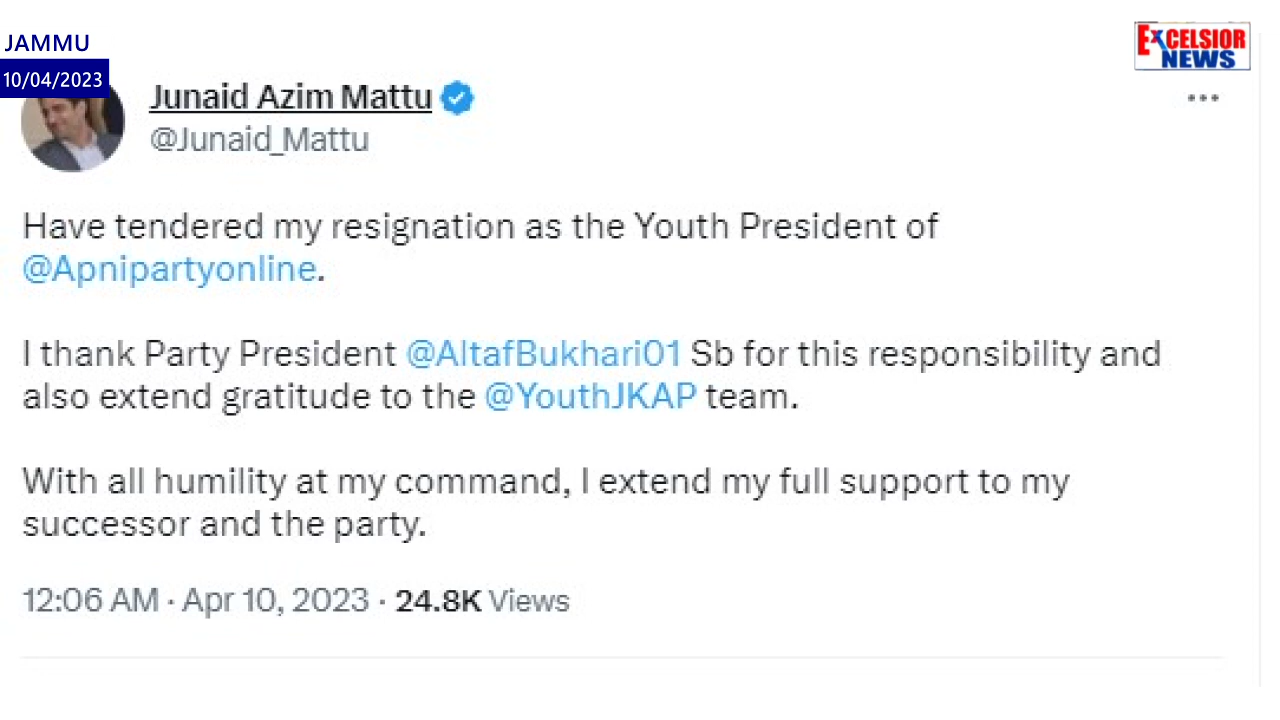 JAMMU
10/04/2023
EXCELSIOR
NEWS
Junaid Azim Mattu
@Junaid_Mattu
Have tendered my resignation as the Youth President of
@Apnipartyonline.
I thank Party President @AltafBukhari01 Sb for this responsibility and
also extend gratitude to the @YouthJKAP team.
With all humility at my command, I extend my full support to my
successor and the party.
12:06 AM · Apr 10, 2023 · 24.8K Views